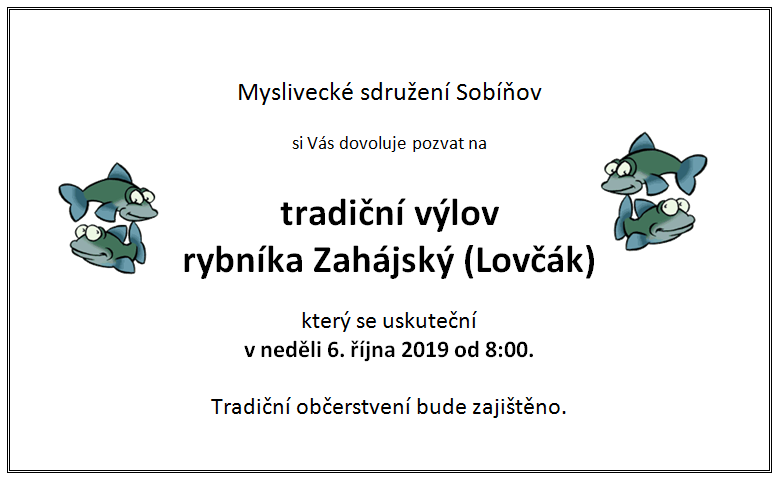 Myslivecké sdružení Sobíňov
si Vás dovoluje pozvat na
tradiční výlov
rybníka Zahájský (Lovčák)
který se uskuteční
v neděli 6. října 2019 od 8:00.
Tradiční občerstvení bude zajištěno.